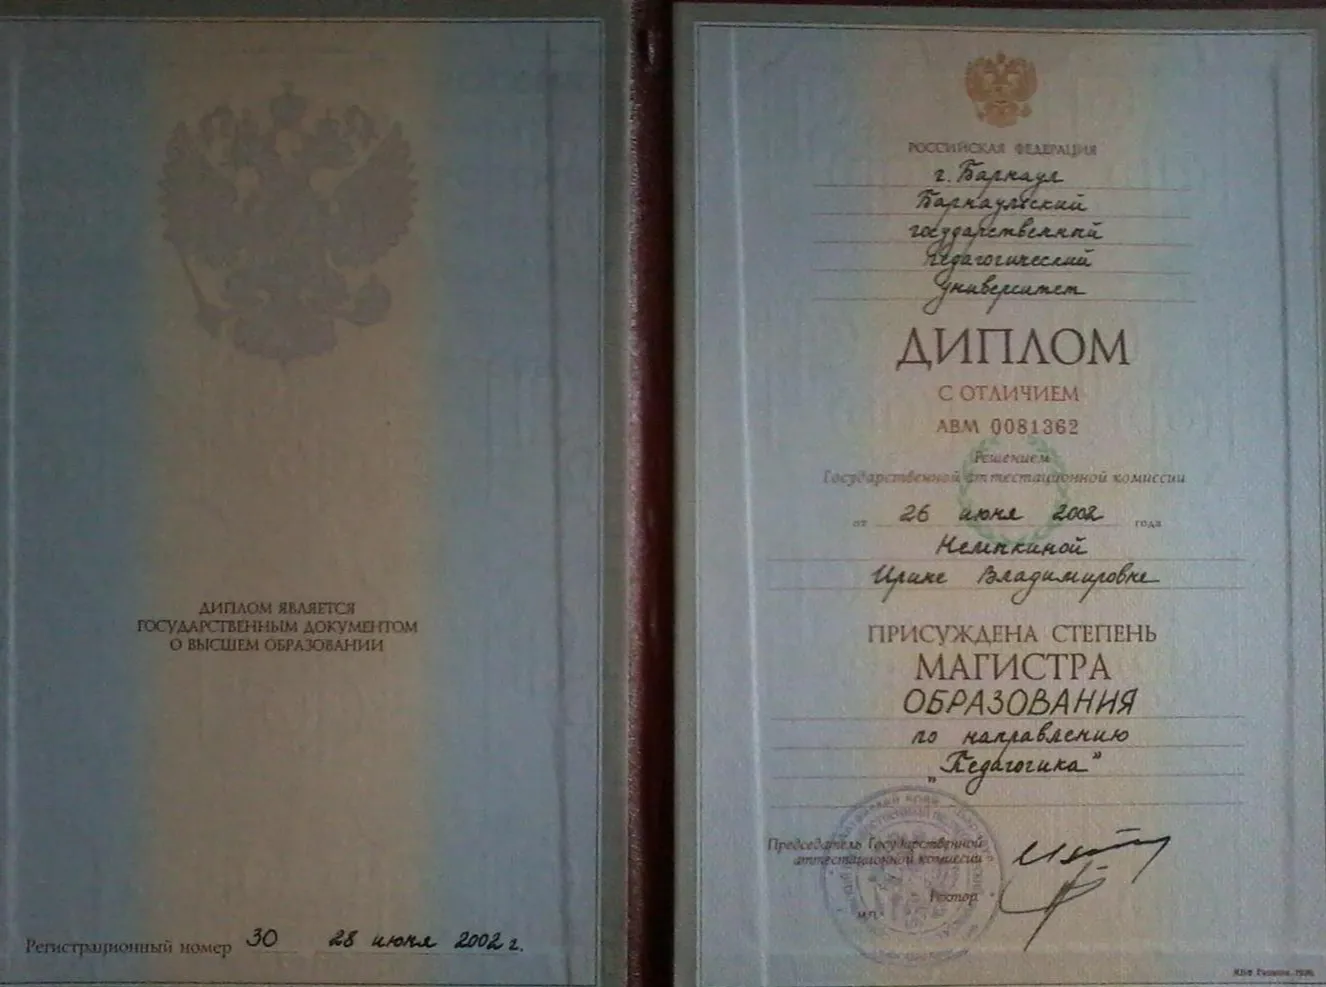 ДИПЛОМ ЯВЛЯЕТСЯ
ГОСУДАРСТВЕННЫМ ДОКУМЕНТОМ
О ВЫСШЕМ ОБРАЗОВАНИИ
Регистрационный номер 30 28 июня 2002 г.
РОССИЙСКАЯ ФЕДЕРАЦИЯ
г. Барнаул
Барнаульский
государственный
педагогический
университет
ДИПЛОМ
С ОТЛИЧИЕМ
АВМ 0081362
Решением
Государственной аттестационной комиссии
от 26 июня 2002 года
Немчкиной
Ирине Владимировне
ПРИСУЖДЕНА СТЕПЕНЬ
МАГИСТРА
ОБРАЗОВАНИЯ
по направлению
„Педагогика"
Председатель Государственной
аттестационной комиссии
Ректор
М.П.